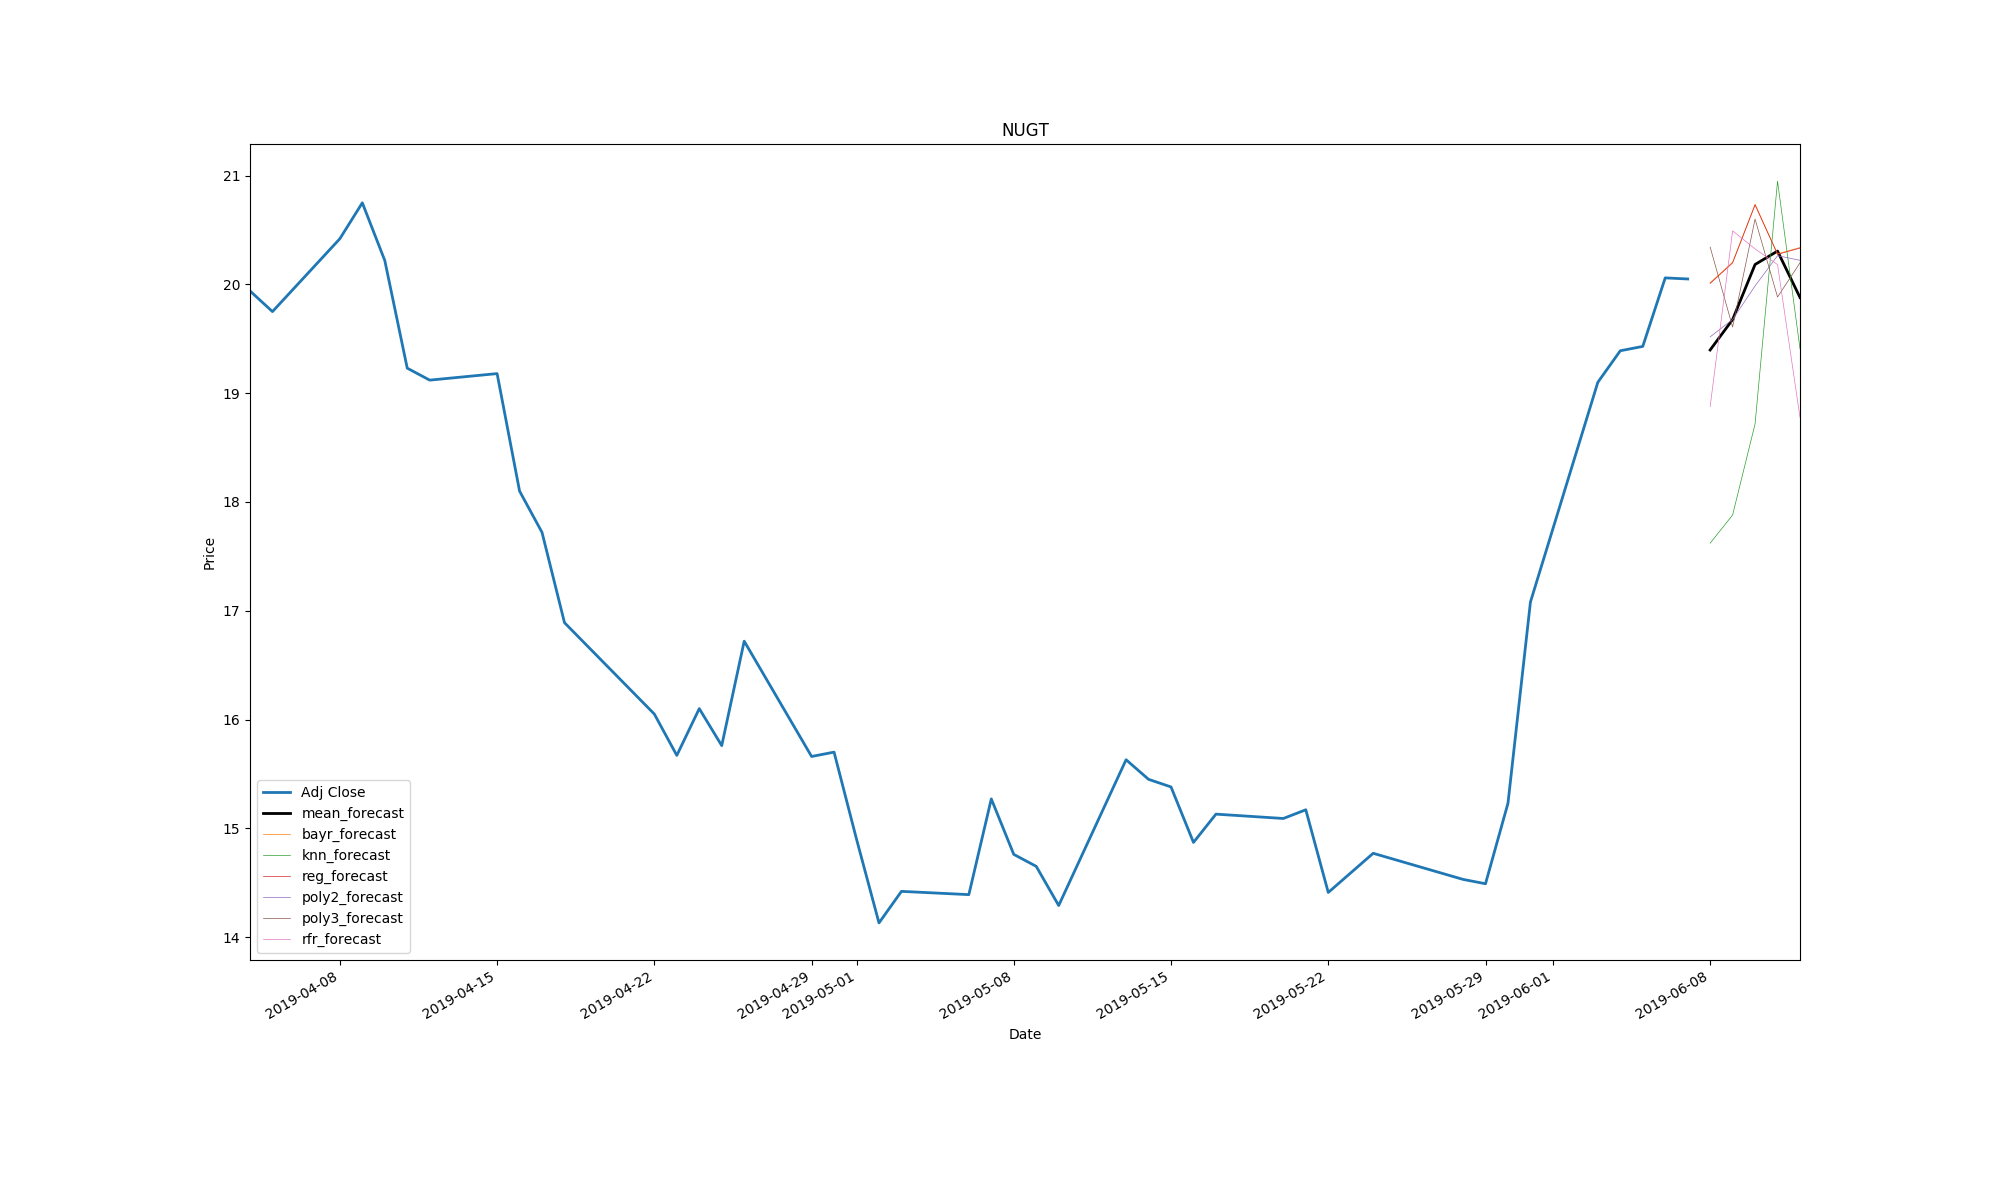 NUGT
21
20
19
18
17
16
15
14
Price
Adj Close
mean_forecast
bayr_forecast
knn_forecast
reg_forecast
poly2_forecast
poly3_forecast
rfr_forecast
2019-04-08
2019-04-15
2019-04-22
2019-04-29
2019-05-01
2019-05-08
2019-05-15
2019-05-22
2019-05-29
2019-06-01
2019-06-08
Date